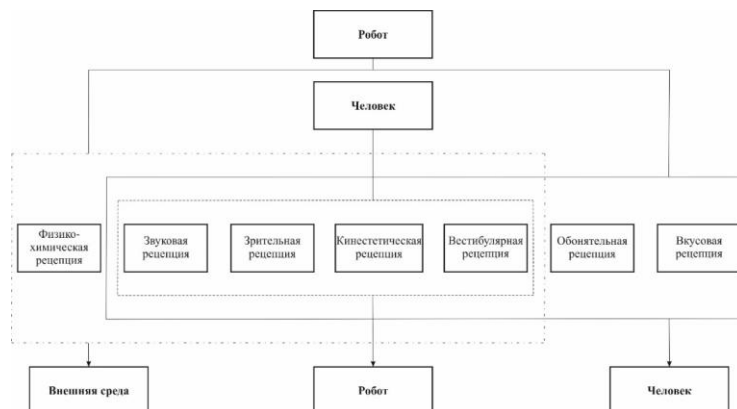 Робот
Человек
Физико-
химическая
рецепция
Звуковая
рецепция
Зрительная
рецепция
Кинестетическая
рецепция
Вестибулярная
рецепция
Обонятельная
рецепция
Вкусовая
рецепция
Внешняя среда
Робот
Человек